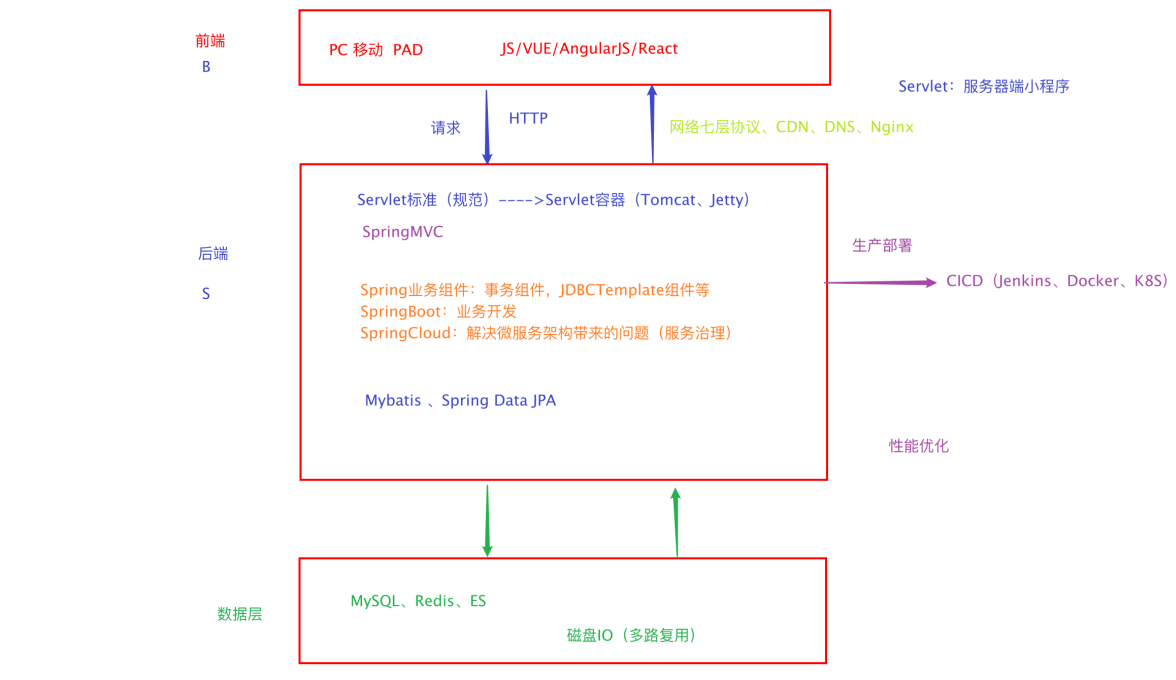 前端
B
PC 移动 PAD
JS/VUE/AngularJS/React
Servlet：服务器端小程序
请求
HTTP
网络七层协议、CDN、DNS、Nginx
后端
S
Servlet标准（规范）---->Servlet容器（Tomcat、Jetty）
SpringMVC
Spring业务组件：事务组件，JDBCTemplate组件等
SpringBoot：业务开发
SpringCloud：解决微服务架构带来的问题（服务治理）
Mybatis 、Spring Data JPA
生产部署
CICD（Jenkins、Docker、K8S）
性能优化
数据层
MySQL、Redis、ES
磁盘IO（多路复用）